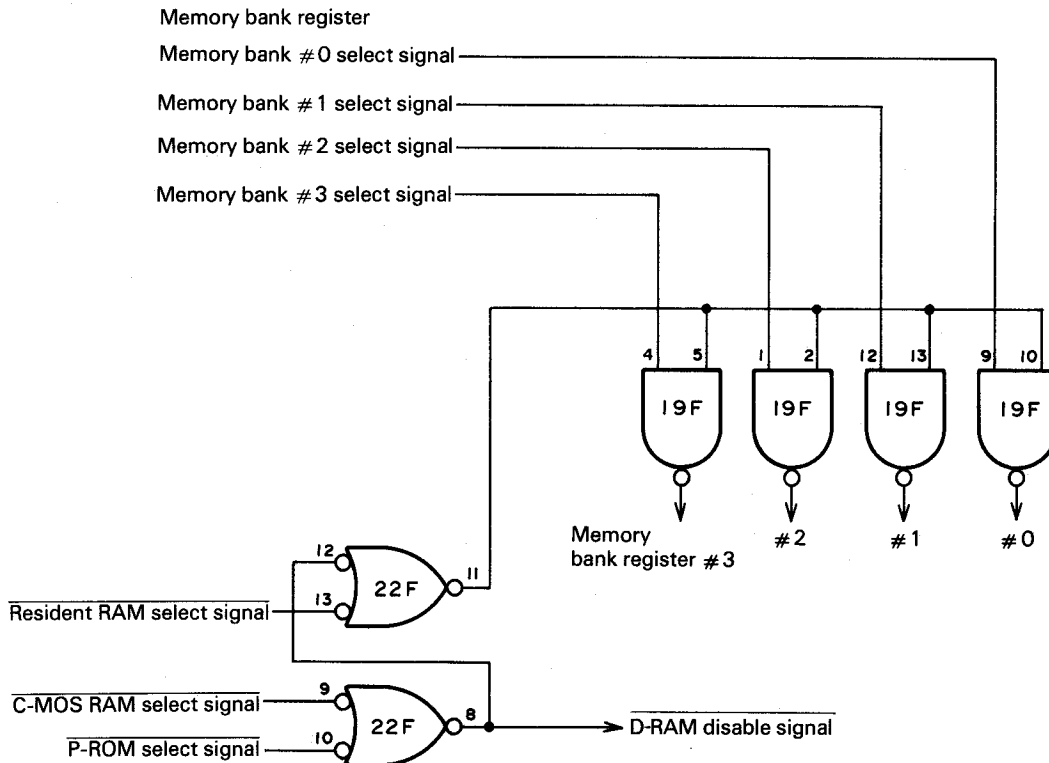 Memory bank register
Memory bank #0 select signal
Memory bank #1 select signal
Memory bank #2 select signal
Memory bank #3 select signal
4 5 1 2 12 13 9 10
19F 19F 19F 19F
Memory
bank register #3
#2 #1 #0
12
11
22F
13
Resident RAM select signal
9
C-MOS RAM select signal
8
22F
D-RAM disable signal
10
P-ROM select signal